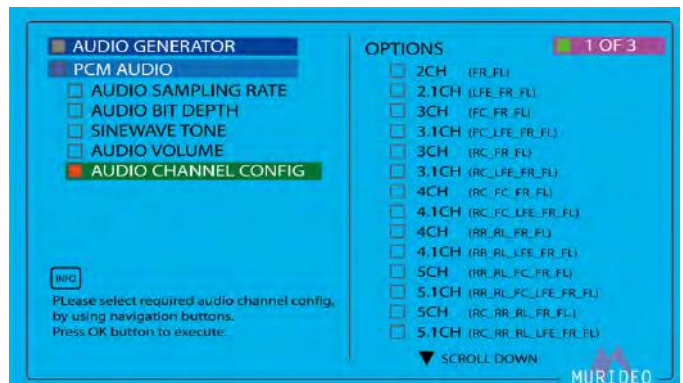 AUDIO GENERATOR
PCM AUDIO
AUDIO SAMPLING RATE
AUDIO BIT DEPTH
SINEWAVE TONE
AUDIO VOLUME
AUDIO CHANNEL CONFIG
INFO
PLease select required audio channel config,
by using navigation buttons.
Press OK button to execute.
OPTIONS
1 OF 3
2CH (FR_FL)
2.1CH (LFE_FR_FL)
3CH (FC_FR_FL)
3.1CH (FC_LFE_FR_FL)
3CH (RC_FR_FL)
3.1CH (RC_LFE_FR_FL)
4CH (RC_FC_FR_FL)
4.1CH (RC_FC_LFE_FR_FL)
4CH (RR_RL_FR_FL)
4.1CH (RR_RL_LFE_FR_FL)
5CH (RR_RL_FC_FR_FL)
5.1CH (RR_RL_FC_LFE_FR_FL)
5CH (RC_RR_RL_FR_FL)
5.1CH (RC_RR_RL_LFE_FR_FL)
SCROLL DOWN
MURIDEO